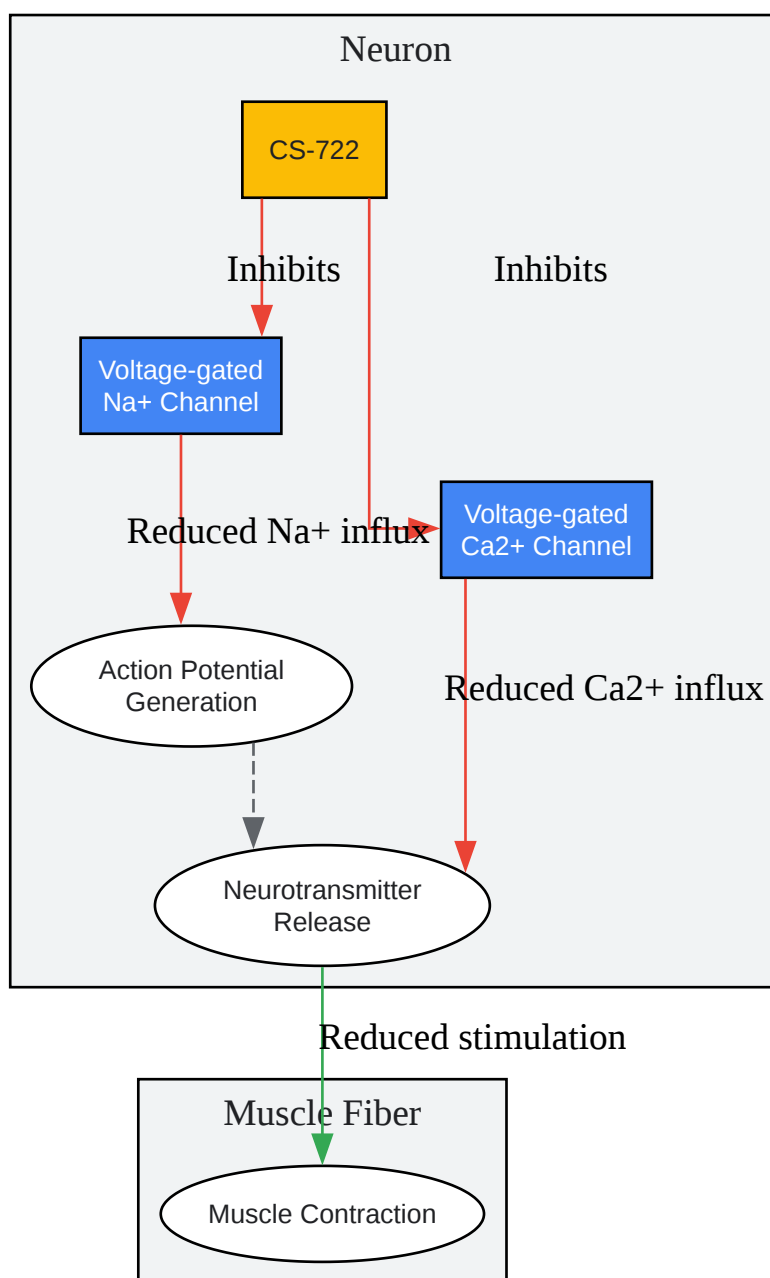 Neuron
CS-722
Inhibits
Inhibits
Voltage-gated
Na+ Channel
Reduced Na+ influx
Voltage-gated
Ca2+ Channel
Action Potential
Generation
Reduced Ca2+ influx
Neurotransmitter
Release
Reduced stimulation
Muscle Fiber
Muscle Contraction